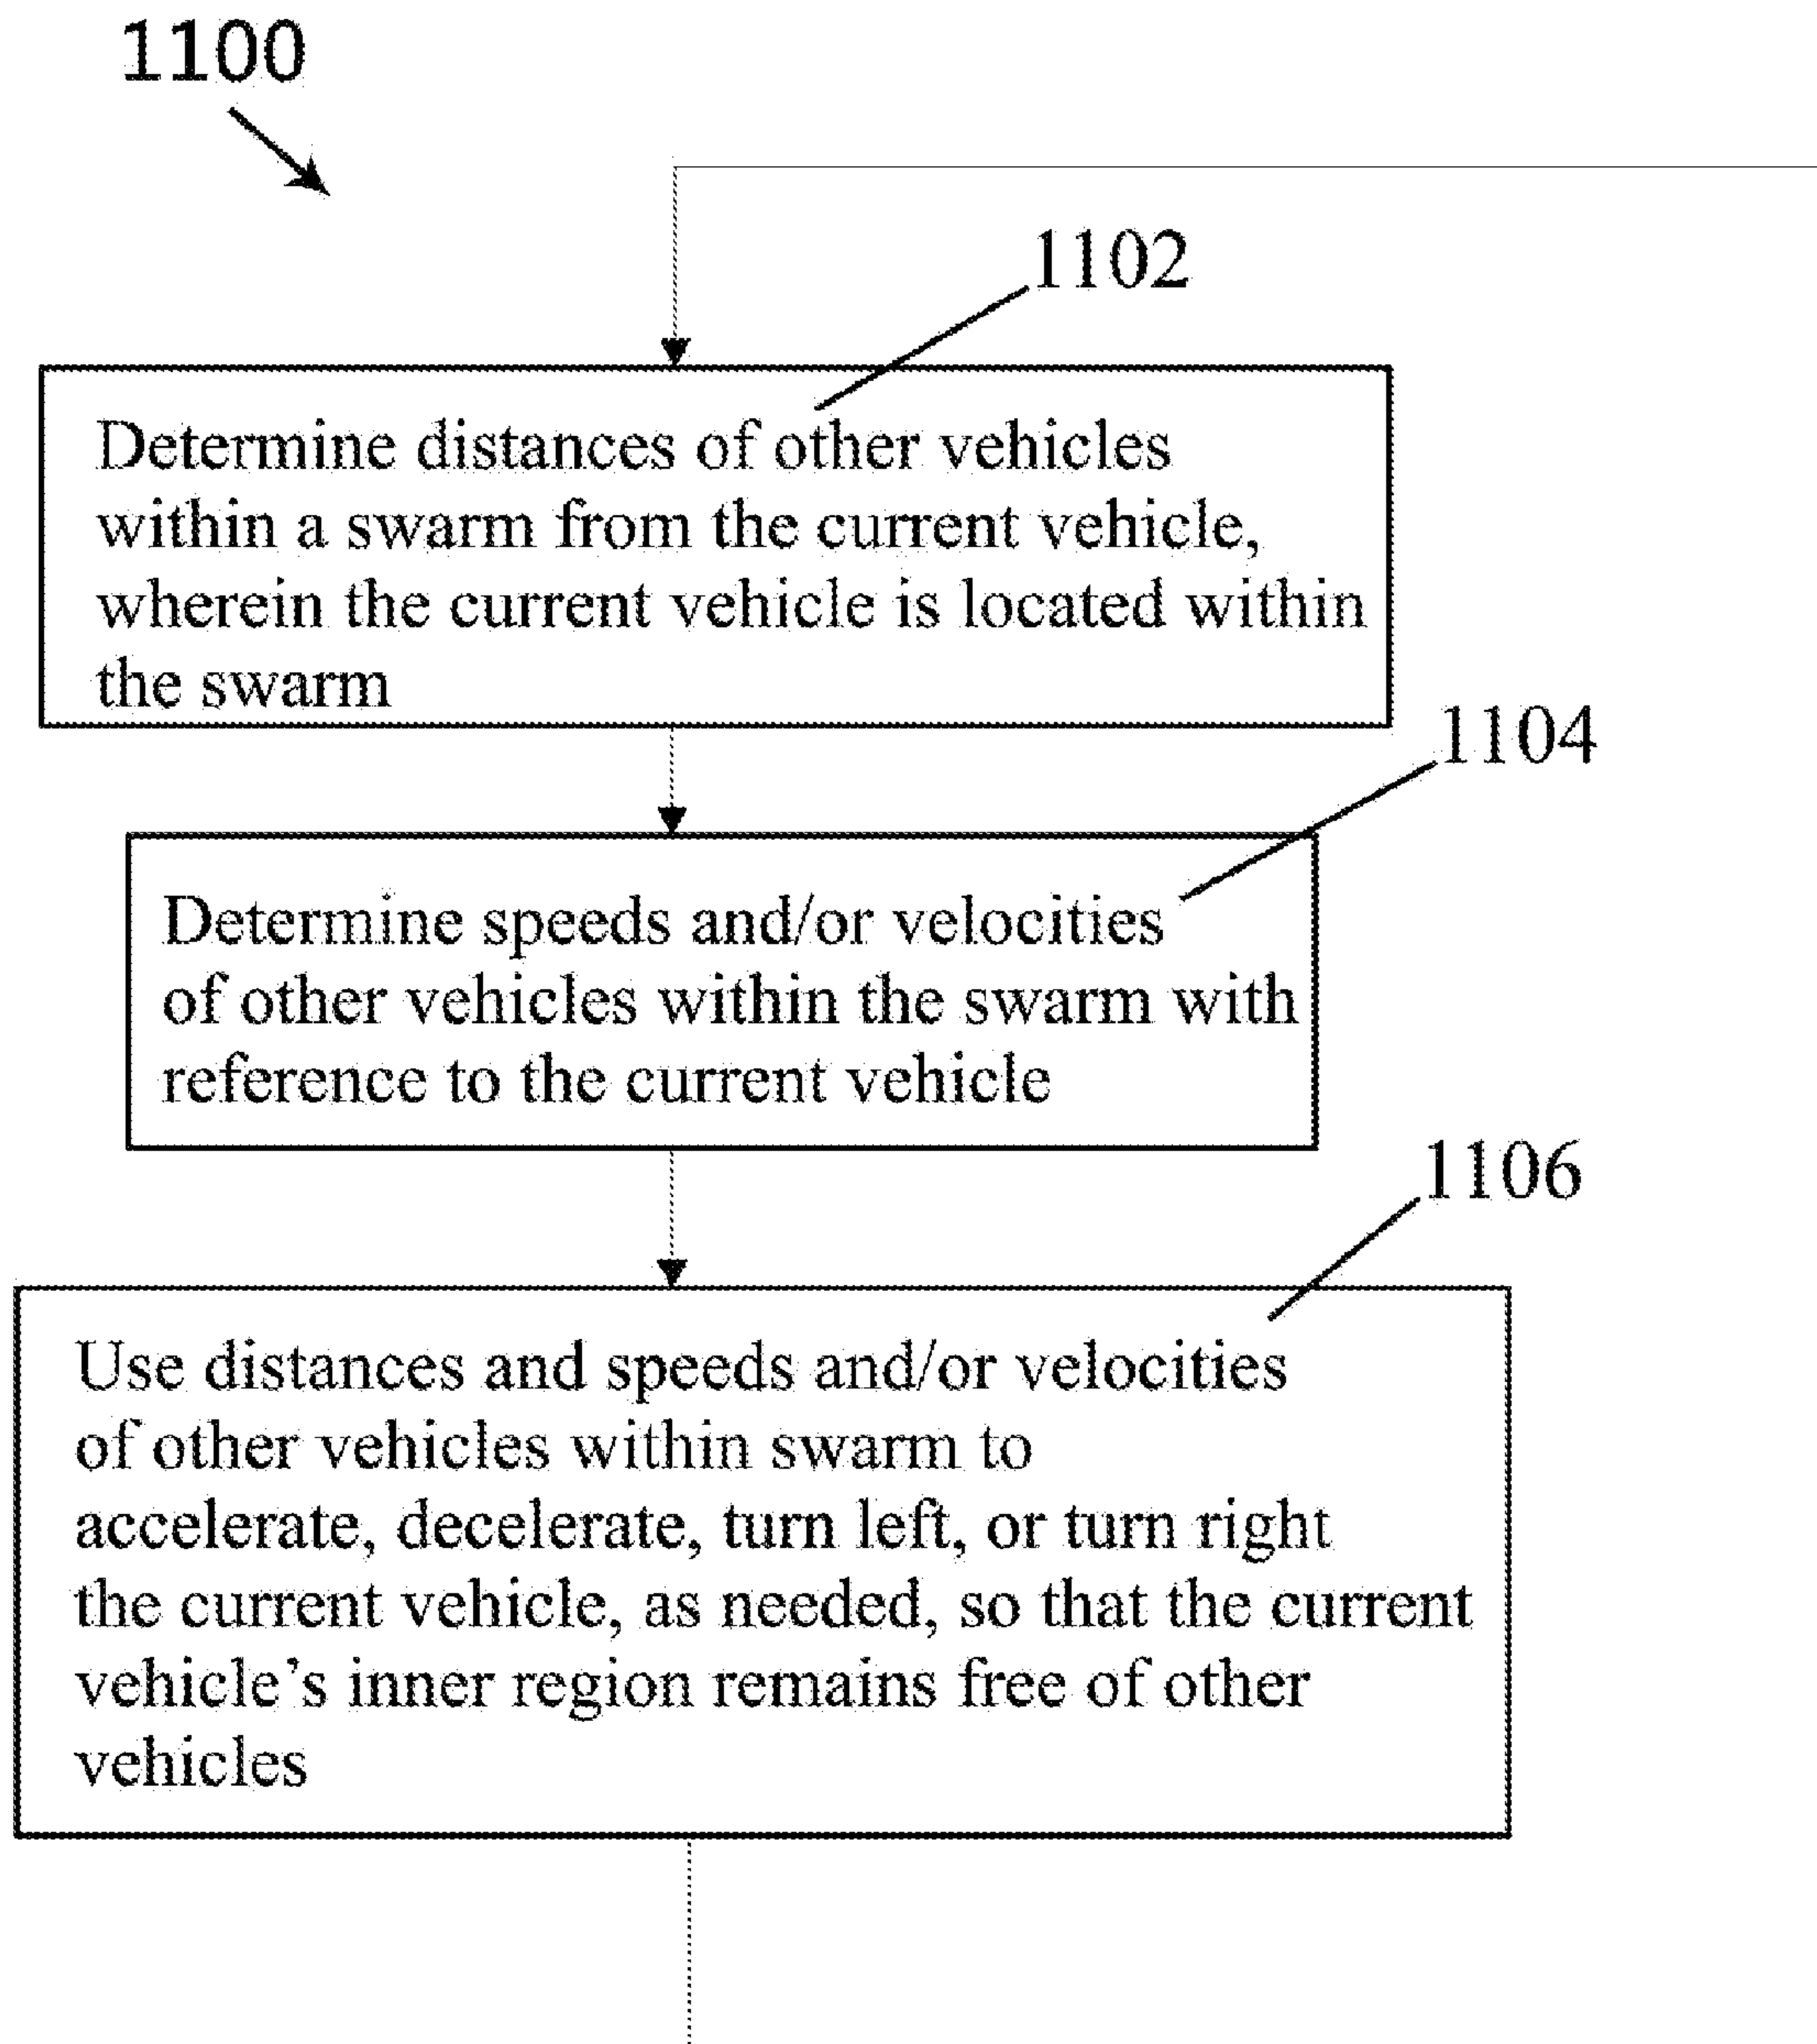 1100
1102
Determine distances of other vehicles
within a swarm from the current vehicle,
wherein the current vehicle is located within
the swarm
1104
Determine speeds and/or velocities
of other vehicles within the swarm with
reference to the current vehicle
1106
Use distances and speeds and/or velocities
of other vehicles within swarm to
accelerate, decelerate, turn left, or turn right
the current vehicle, as needed, so that the current
vehicle’s inner region remains free of other
vehicles